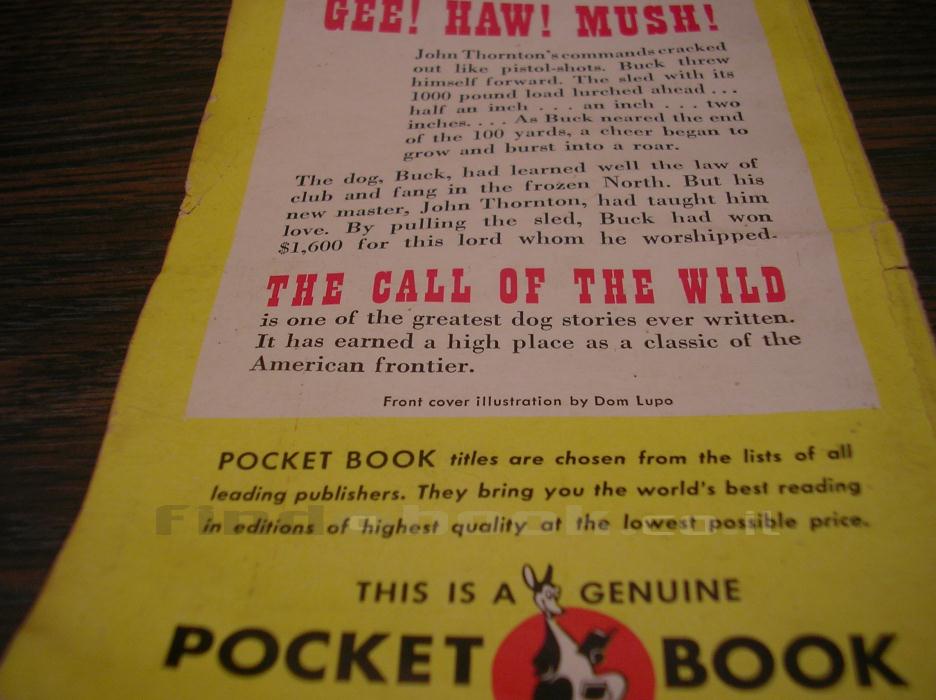 GEE! HAW! MUSH!
John Thornton's commands cracked
out like pistol-shots. Buck threw
himself forward. The sled with its
1000 pound load lurched ahead . . .
half an inch . . . an inch . . . two
inches. . . . As Buck neared the end
of the 100 yards, a cheer began to
grow and burst into a roar.
The dog, Buck, had learned well the law of
club and fang in the frozen North. But his
new master, John Thornton, had taught him
love. By pulling the sled, Buck had won
$1,600 for this lord whom he worshipped.
THE CALL OF THE WILD
is one of the greatest dog stories ever written.
It has earned a high place as a classic of the
American frontier.
Front cover illustration by Dom Lupo
POCKET BOOK titles are chosen from the lists of all
leading publishers. They bring you the world's best reading
in editions of highest quality at the lowest possible price.
findabook.co.il
THIS IS A GENUINE
POCKET BOOK